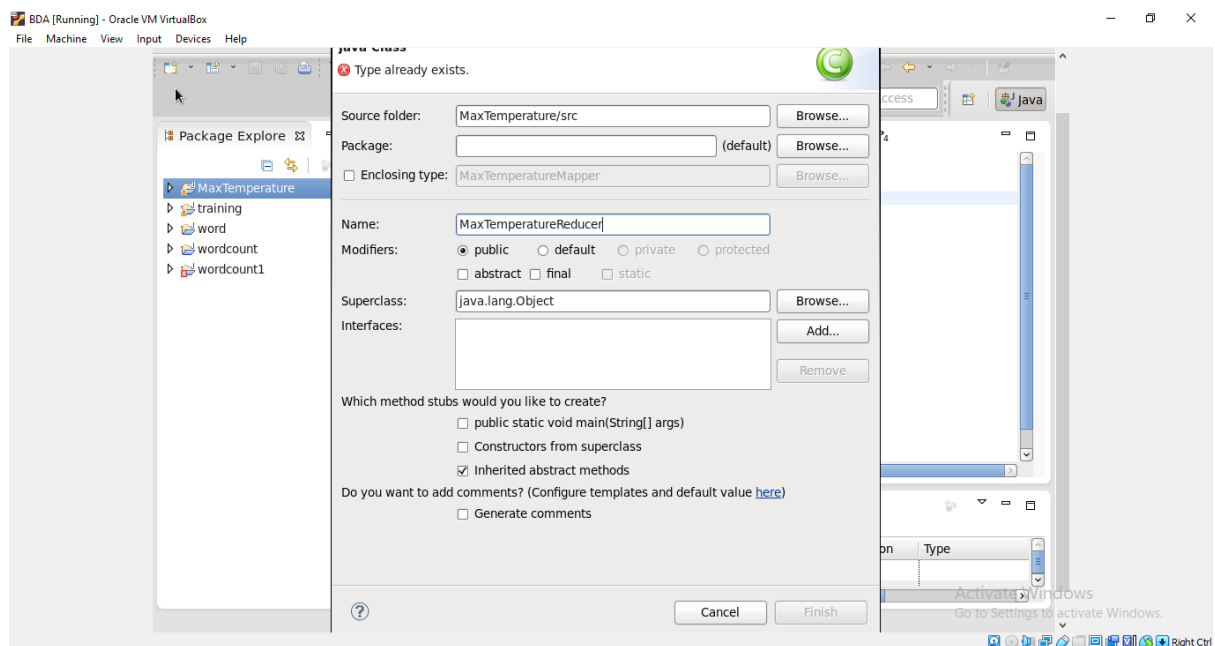 BDA [Running] - Oracle VM VirtualBox
File Machine View Input Devices Help
Java Class
Type already exists.
Source folder: MaxTemperature/src Browse...
Package: (default) Browse...
Enclosing type: MaxTemperatureMapper Browse...
Name: MaxTemperatureReducer
Modifiers: public default private protected
abstract final static
Superclass: java.lang.Object Browse...
Interfaces: Add...
Remove
Which method stubs would you like to create?
public static void main(String[] args)
Constructors from superclass
Inherited abstract methods
Do you want to add comments? (Configure templates and default value here)
Generate comments
? Cancel Finish
Package Explore
MaxTemperature
training
word
wordcount
wordcount1
ccess Java
4
on Type
Activate Windows
Go to Settings to activate Windows.
Right Ctrl